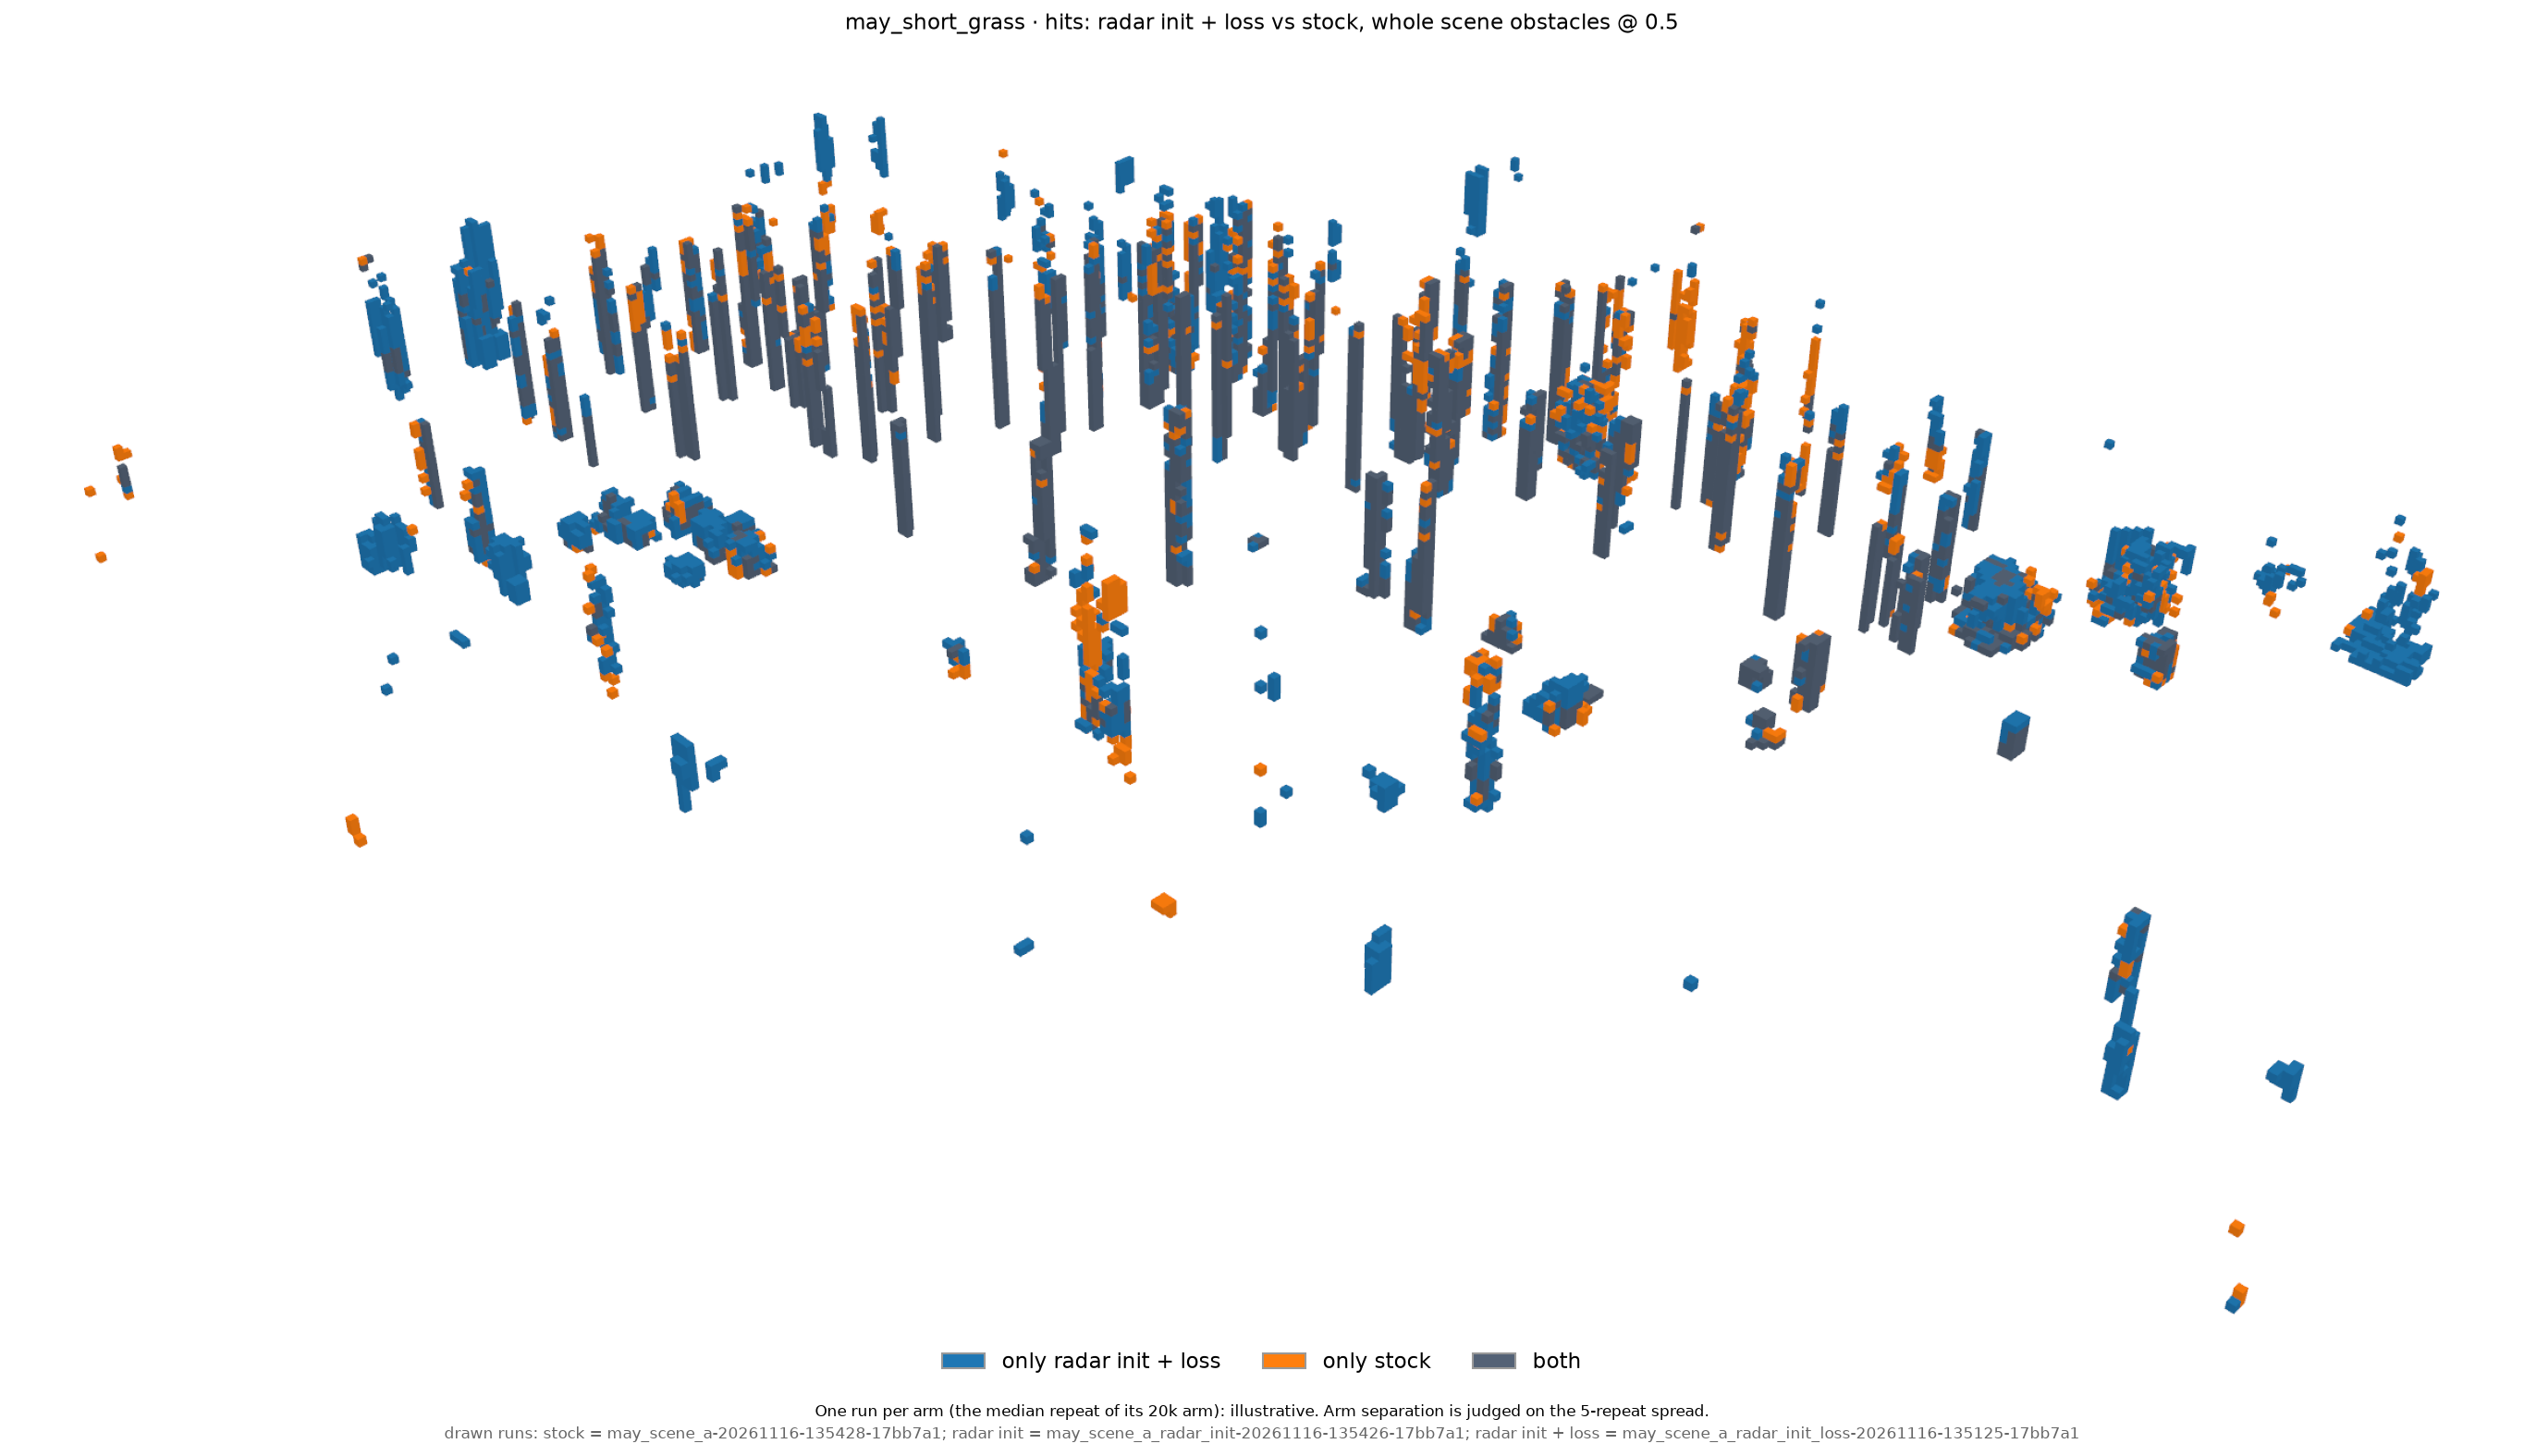 may_short_grass · hits: radar init + loss vs stock, whole scene obstacles @ 0.5
only radar init + loss
only stock
both
One run per arm (the median repeat of its 20k arm): illustrative. Arm separation is judged on the 5-repeat spread.
drawn runs: stock = may_scene_a-20261116-135428-17bb7a1; radar init = may_scene_a_radar_init-20261116-135426-17bb7a1; radar init + loss = may_scene_a_radar_init_loss-20261116-135125-17bb7a1